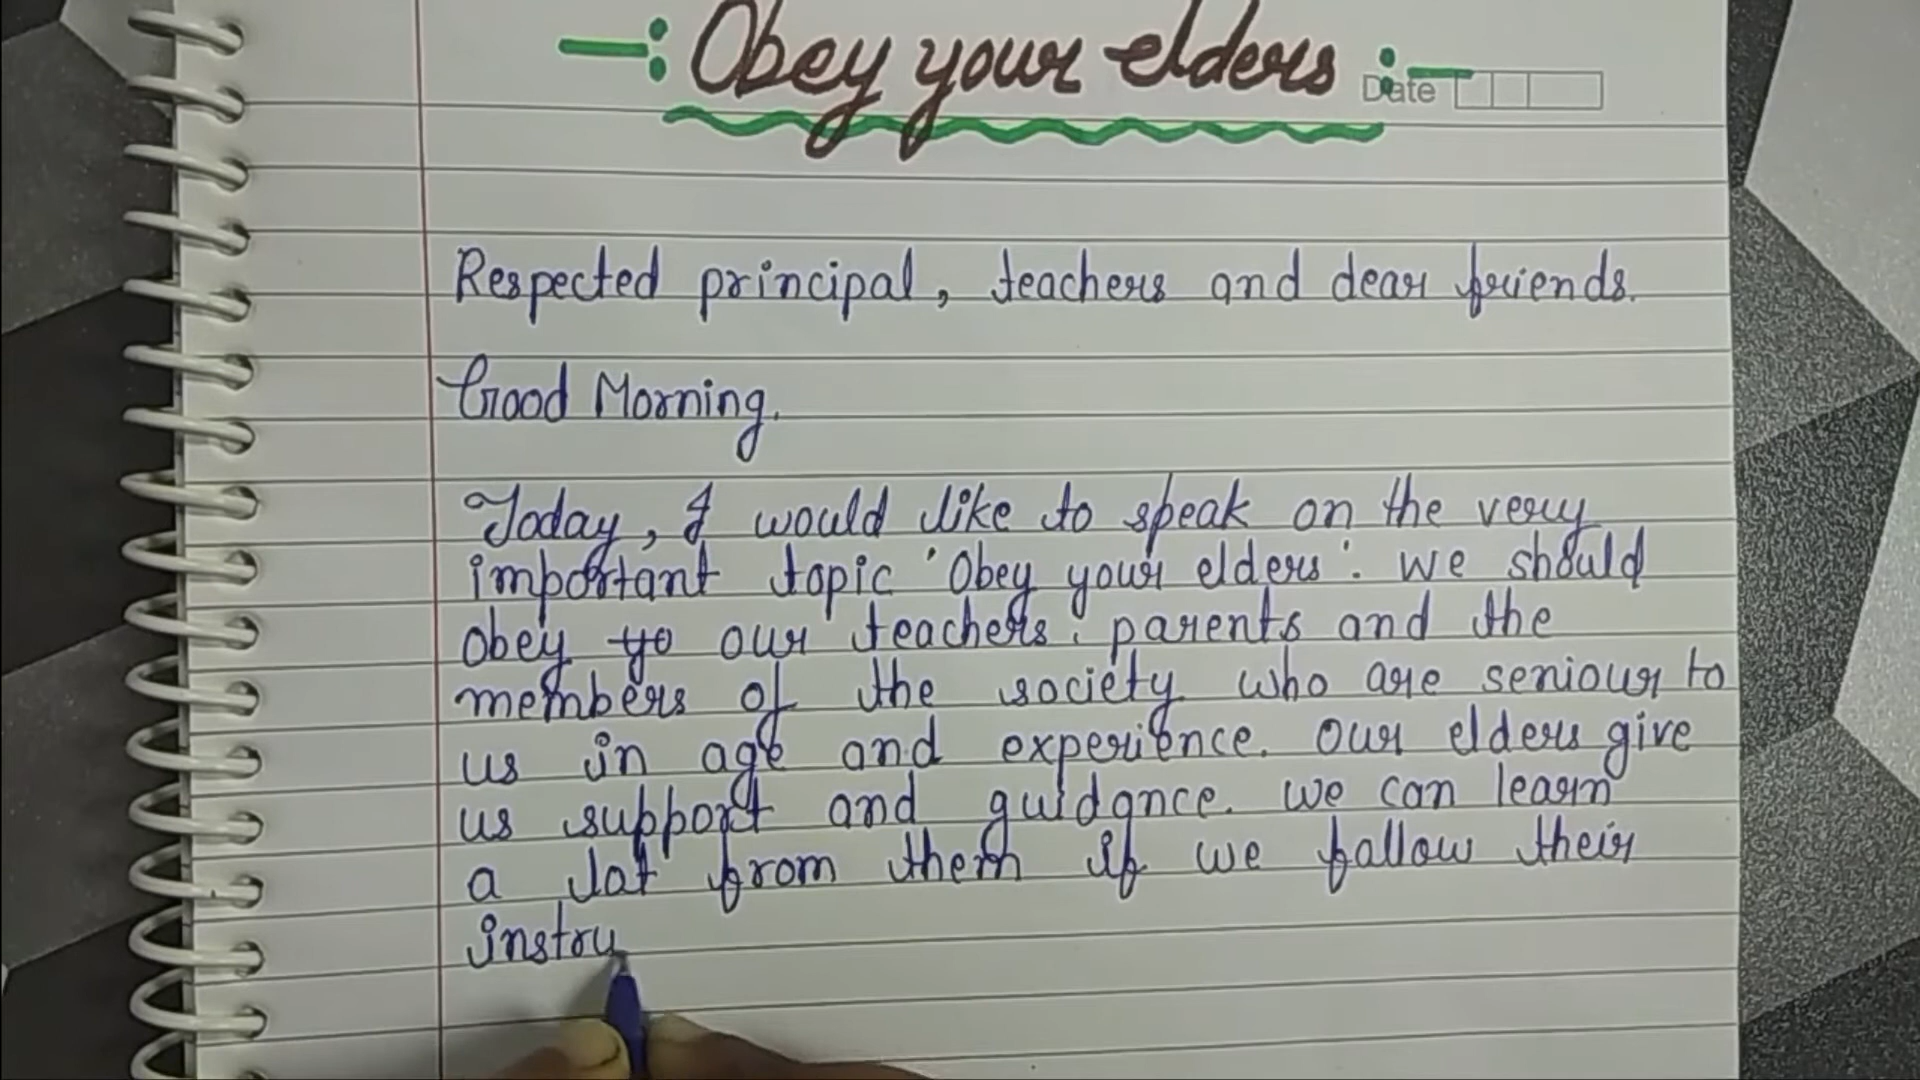 —: Obey your elders :—
Date
Respected principal, teachers and dear friends.
Good Morning.
Today, I would like to speak on the very
important topic 'Obey your elders'. we should
obey to our teachers. parents and the
members of the society who are seniour to
us in age and experience. Our elders give
us support and guidance. we can learn
a lot from them if we follow their
instru